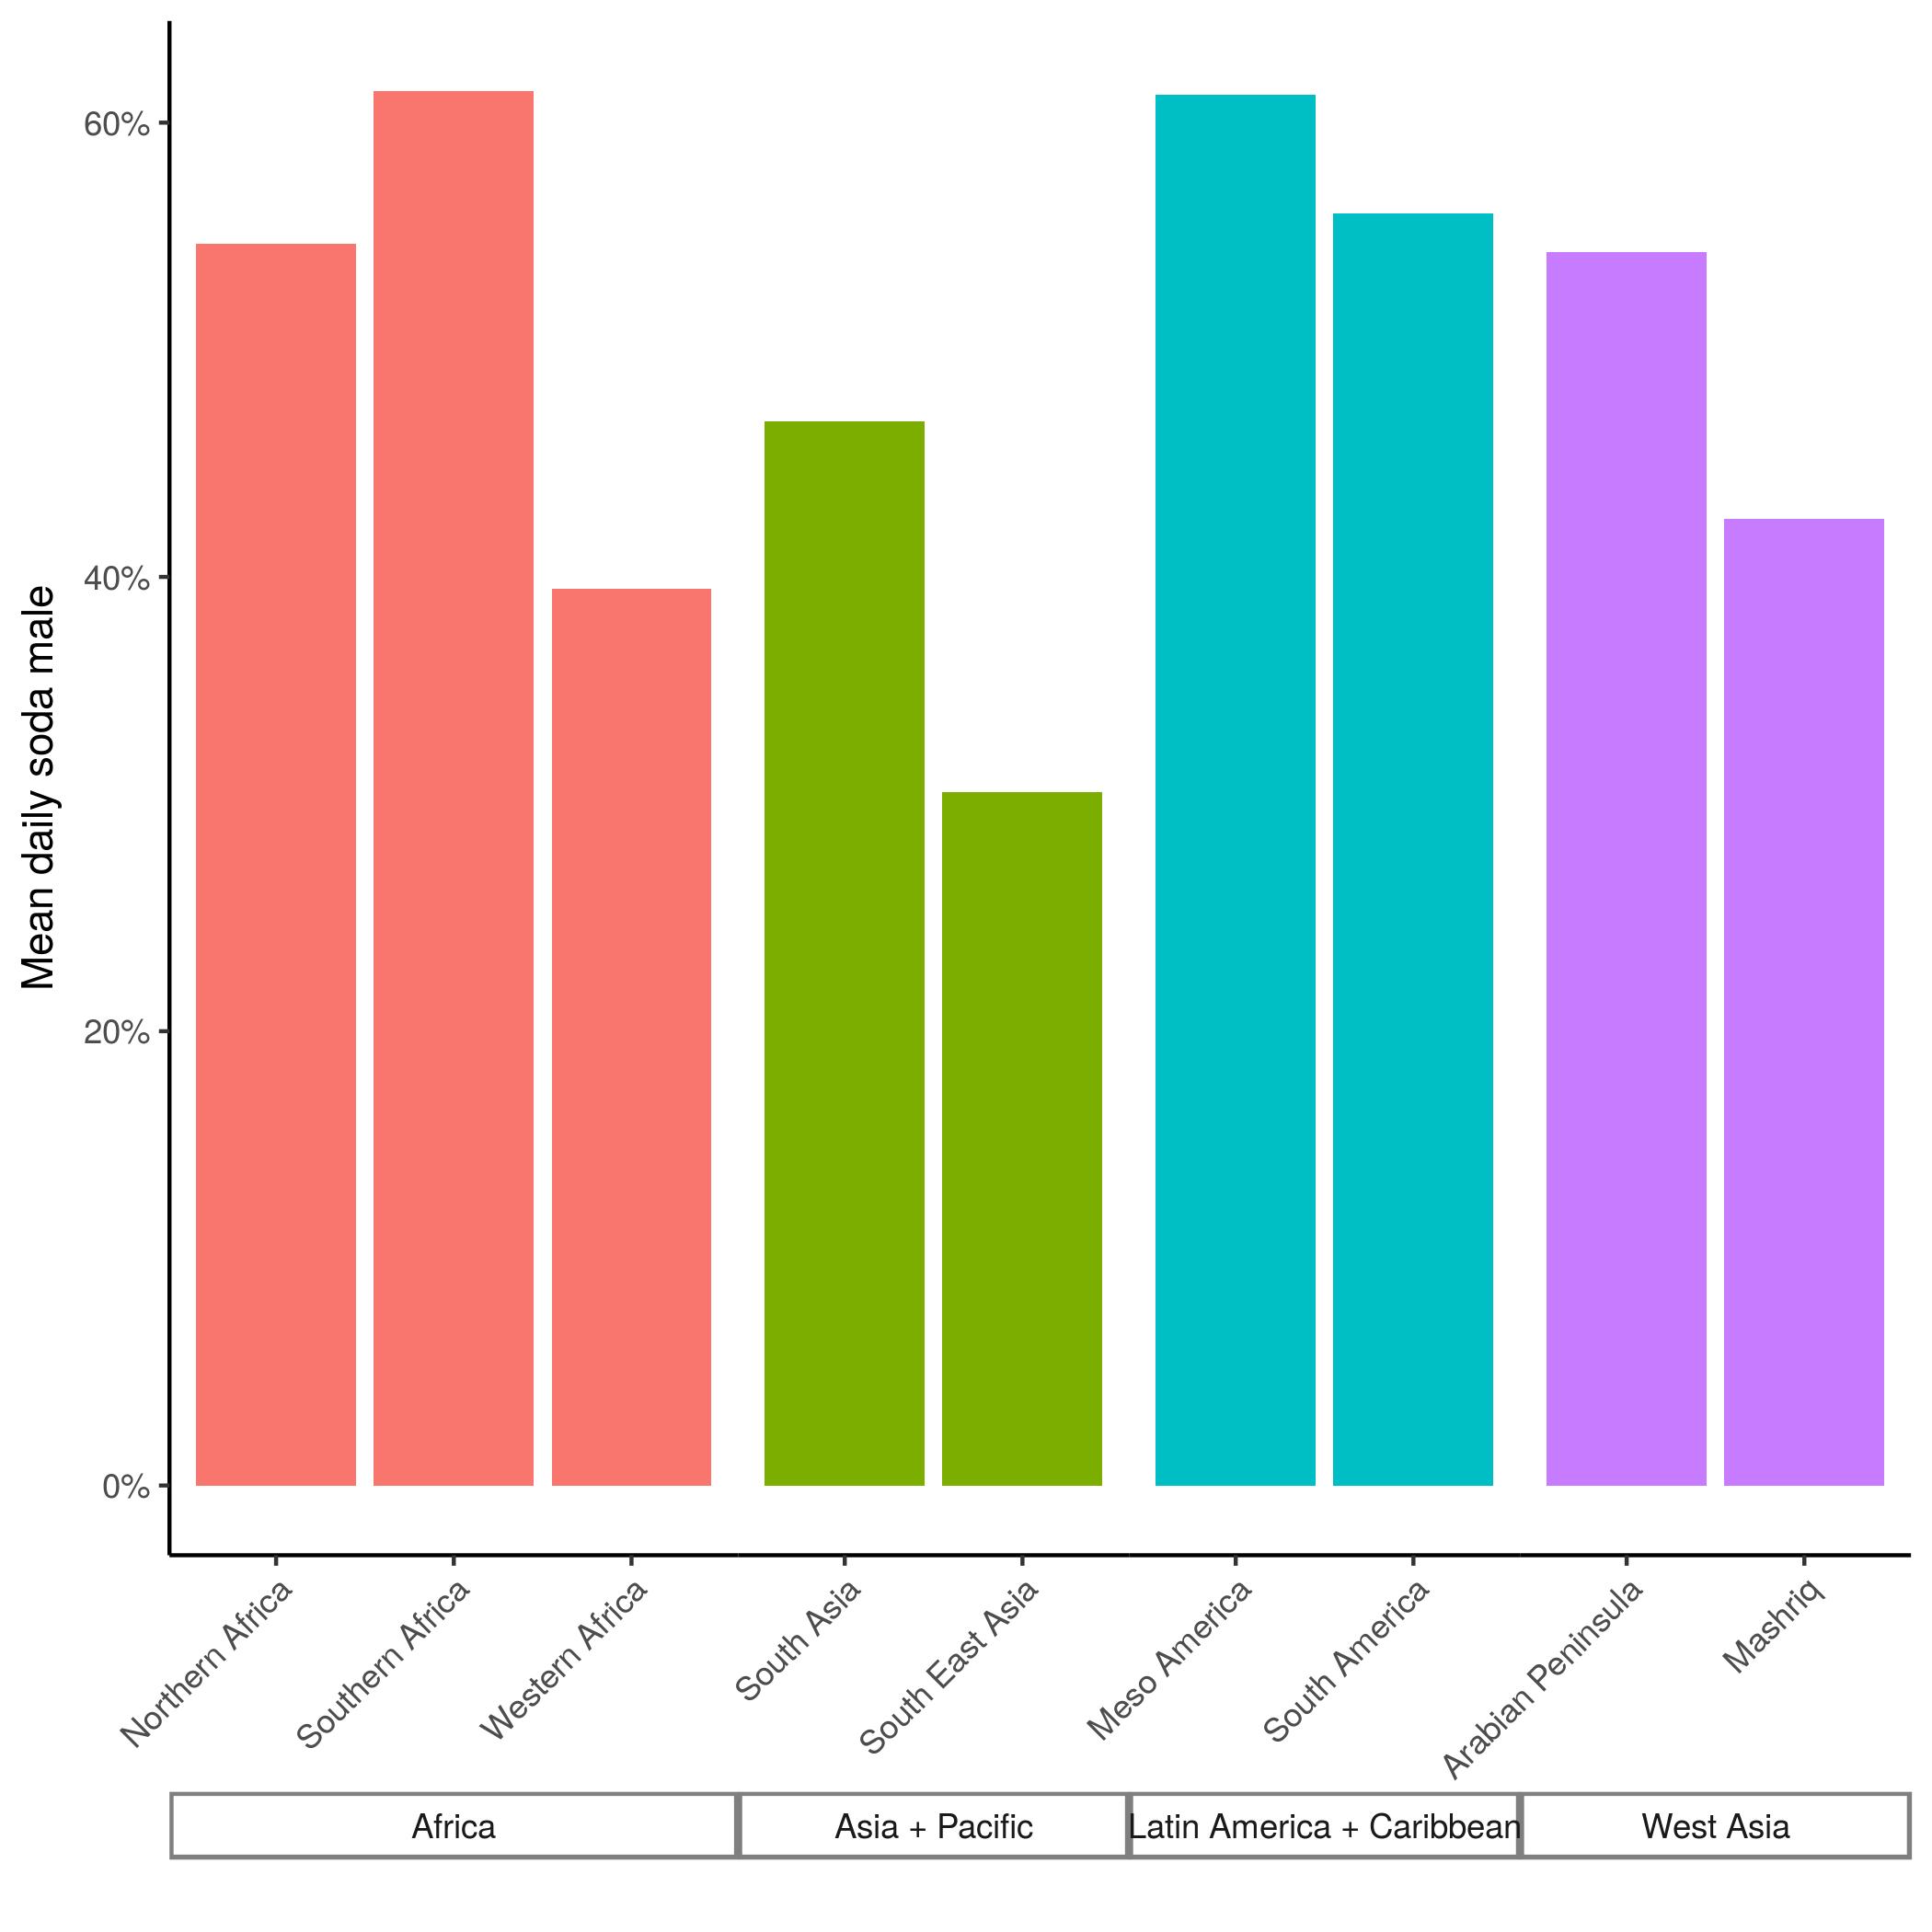 Mean daily soda male
60%
40%
20%
0%
Northern Africa
Southern Africa
Western Africa
South Asia
South East Asia
Meso America
South America
Arabian Peninsula
Mashriq
Africa
Asia + Pacific
Latin America + Caribbean
West Asia